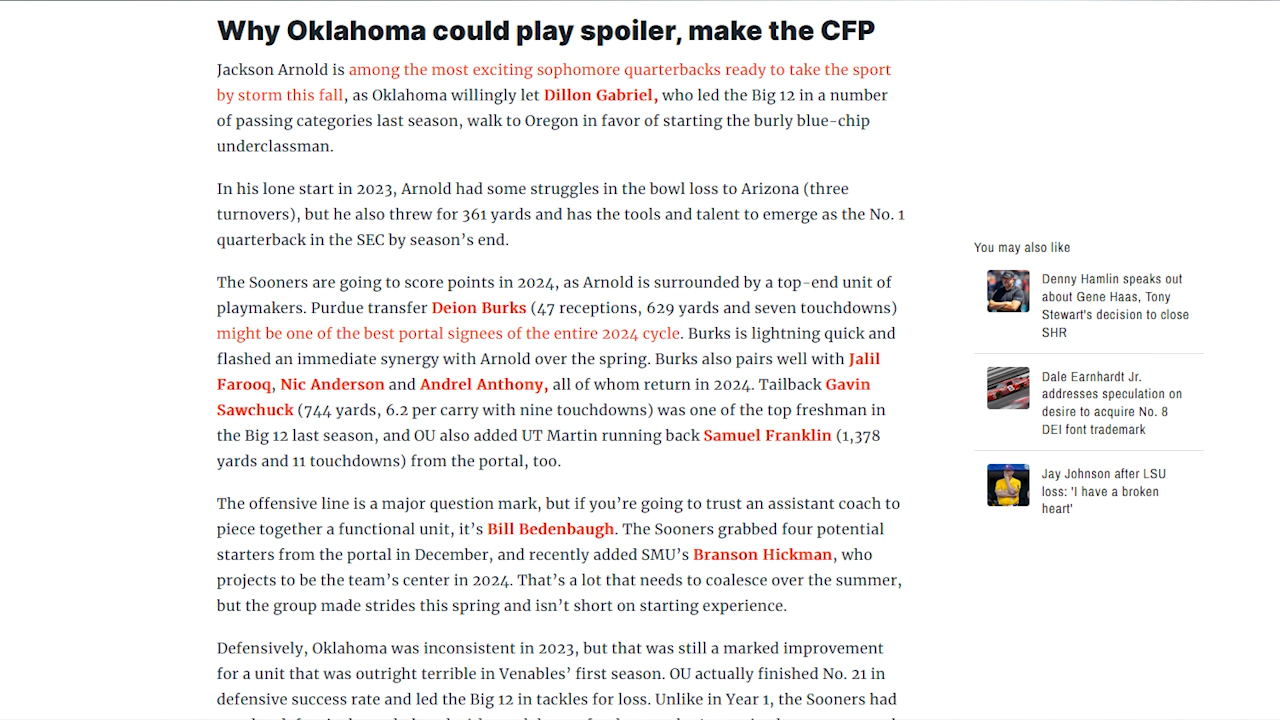 Why Oklahoma could play spoiler, make the CFP
Jackson Arnold is among the most exciting sophomore quarterbacks ready to take the sport
by storm this fall, as Oklahoma willingly let Dillon Gabriel, who led the Big 12 in a number
of passing categories last season, walk to Oregon in favor of starting the burly blue-chip
underclassman.
In his lone start in 2023, Arnold had some struggles in the bowl loss to Arizona (three
turnovers), but he also threw for 361 yards and has the tools and talent to emerge as the No. 1
quarterback in the SEC by season’s end.
The Sooners are going to score points in 2024, as Arnold is surrounded by a top-end unit of
playmakers. Purdue transfer Deion Burks (47 receptions, 629 yards and seven touchdowns)
might be one of the best portal signees of the entire 2024 cycle. Burks is lightning quick and
flashed an immediate synergy with Arnold over the spring. Burks also pairs well with Jalil
Farooq, Nic Anderson and Andrel Anthony, all of whom return in 2024. Tailback Gavin
Sawchuck (744 yards, 6.2 per carry with nine touchdowns) was one of the top freshman in
the Big 12 last season, and OU also added UT Martin running back Samuel Franklin (1,378
yards and 11 touchdowns) from the portal, too.
The offensive line is a major question mark, but if you’re going to trust an assistant coach to
piece together a functional unit, it’s Bill Bedenbaugh. The Sooners grabbed four potential
starters from the portal in December, and recently added SMU’s Branson Hickman, who
projects to be the team’s center in 2024. That’s a lot that needs to coalesce over the summer,
but the group made strides this spring and isn’t short on starting experience.
Defensively, Oklahoma was inconsistent in 2023, but that was still a marked improvement
for a unit that was outright terrible in Venables’ first season. OU actually finished No. 21 in
defensive success rate and led the Big 12 in tackles for loss. Unlike in Year 1, the Sooners had
You may also like
Denny Hamlin speaks out
about Gene Haas, Tony
Stewart's decision to close
SHR
Dale Earnhardt Jr.
addresses speculation on
desire to acquire No. 8
DEI font trademark
Jay Johnson after LSU
loss: 'I have a broken
heart'